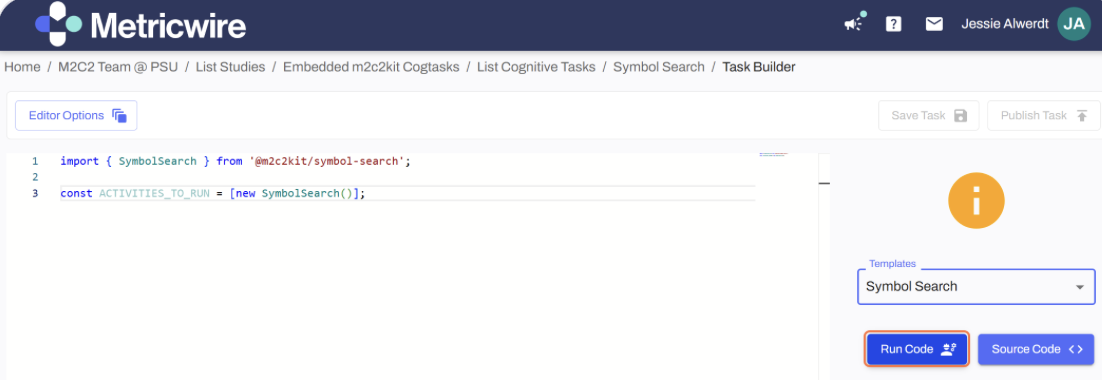 Metricwire
? Jessie Alwerdt JA
Home / M2C2 Team @ PSU / List Studies / Embedded m2c2kit Cogtasks / List Cognitive Tasks / Symbol Search / Task Builder
Editor Options Save Task Publish Task
1 import { SymbolSearch } from '@m2c2kit/symbol-search';
2
3 const ACTIVITIES_TO_RUN = [new SymbolSearch()];
i
Templates
Symbol Search
Run Code Source Code <>